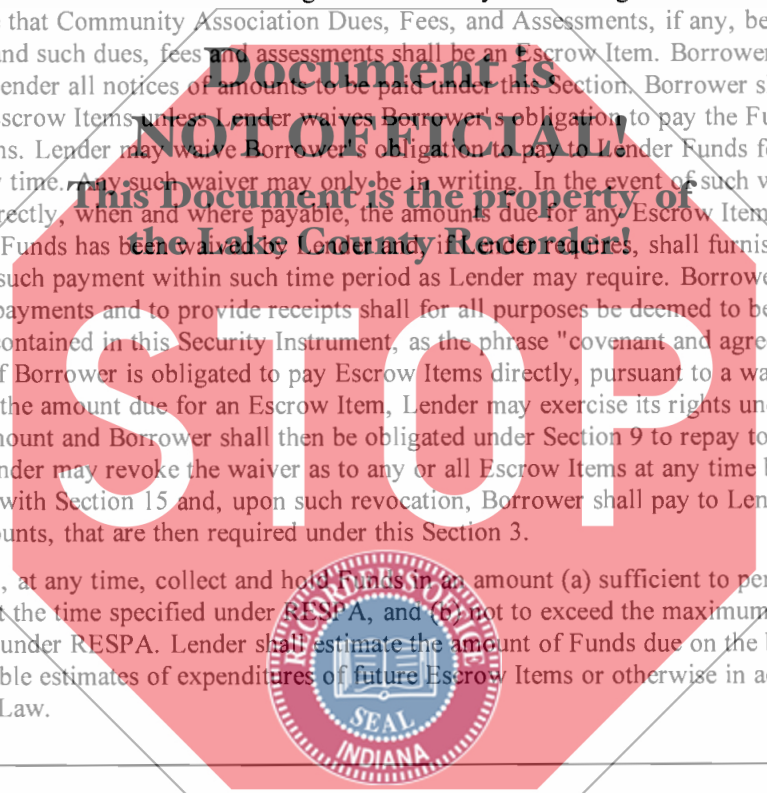 that Community Association Dues, Fees, and Assessments, if any, be
nd such dues, fees and assessments shall be an Escrow Item. Borrower
ender all notices of amounts to be paid under this Section. Borrower s
scrow Items unless Lender waives Borrower's obligation to pay the Fu
ns. Lender may waive Borrower's obligation to pay to Lender Funds f
time. Any such waiver may only be in writing. In the event of such w
rectly, when and where payable, the amounts due for any Escrow Item
Funds has been waived by Lender and, if Lender requires, shall furnis
such payment within such time period as Lender may require. Borrowe
payments and to provide receipts shall for all purposes be deemed to be
ontained in this Security Instrument, as the phrase "covenant and agre
f Borrower is obligated to pay Escrow Items directly, pursuant to a wa
the amount due for an Escrow Item, Lender may exercise its rights un
nount and Borrower shall then be obligated under Section 9 to repay to
nder may revoke the waiver as to any or all Escrow Items at any time b
with Section 15 and, upon such revocation, Borrower shall pay to Len
ounts, that are then required under this Section 3.
, at any time, collect and hold Funds in an amount (a) sufficient to per
t the time specified under RESPA, and (b) not to exceed the maximum
under RESPA. Lender shall estimate the amount of Funds due on the b
ble estimates of expenditures of future Escrow Items or otherwise in a
Law.
Document is
NOT OFFICIAL!
This Document is the property of
the Lake County Recorder!
STOP
RECORDER'S OFFICE
SEAL
INDIANA